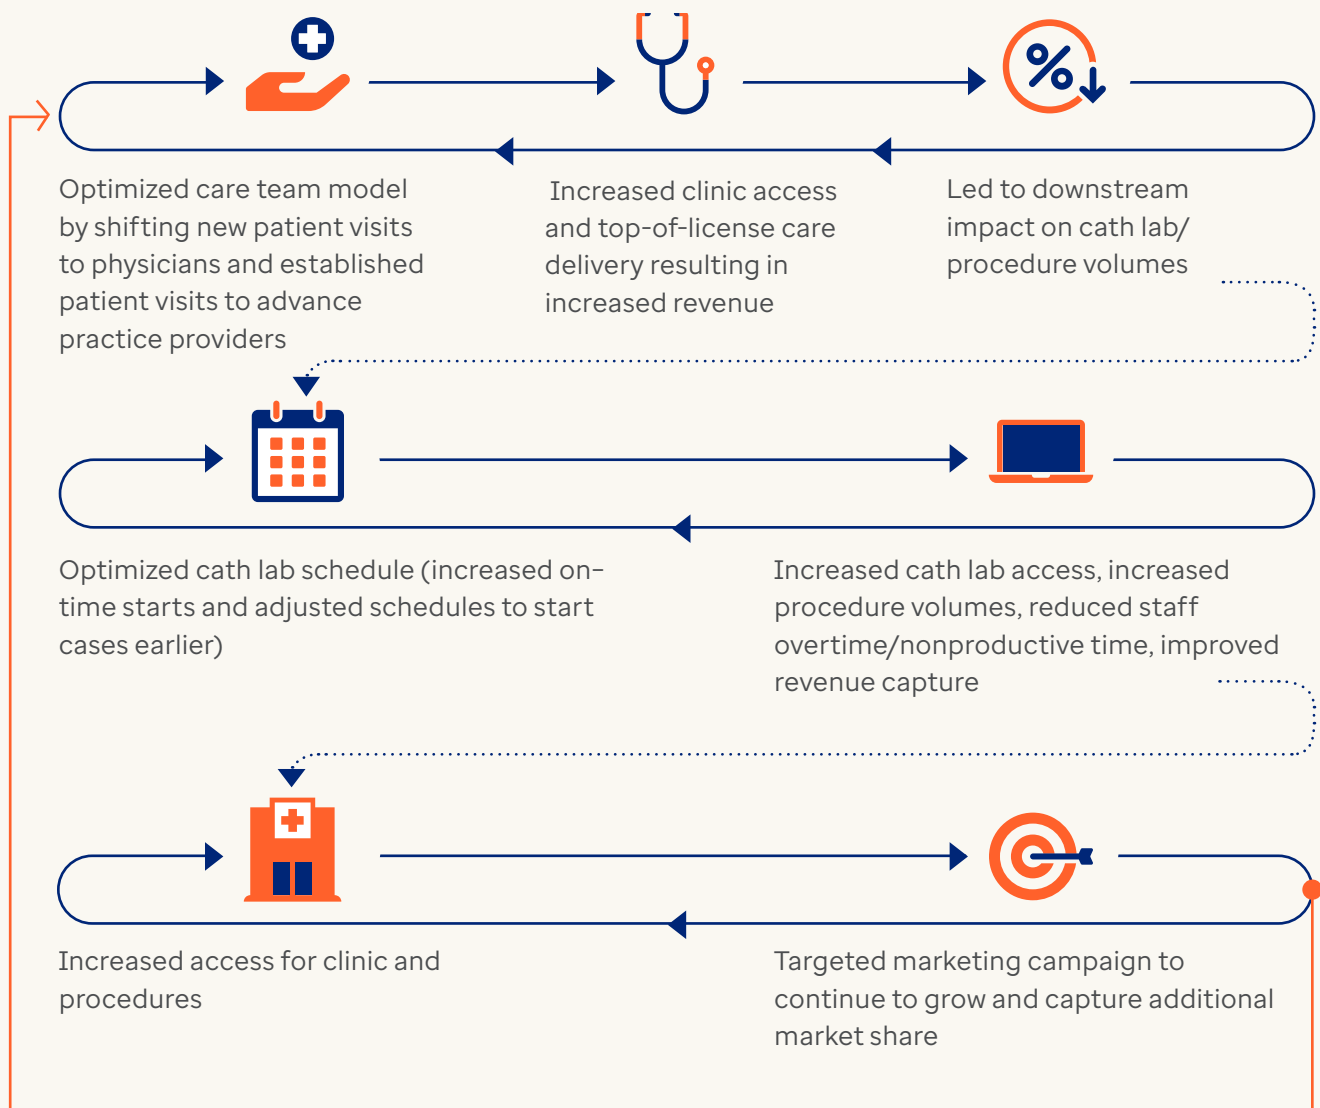 Optimized care team model
by shifting new patient visits
to physicians and established
patient visits to advance
practice providers
Increased clinic access
and top-of-license care
delivery resulting in
increased revenue
Led to downstream
impact on cath lab/
procedure volumes
Optimized cath lab schedule (increased on-
time starts and adjusted schedules to start
cases earlier)
Increased cath lab access, increased
procedure volumes, reduced staff
overtime/nonproductive time, improved
revenue capture
Increased access for clinic and
procedures
Targeted marketing campaign to
continue to grow and capture additional
market share